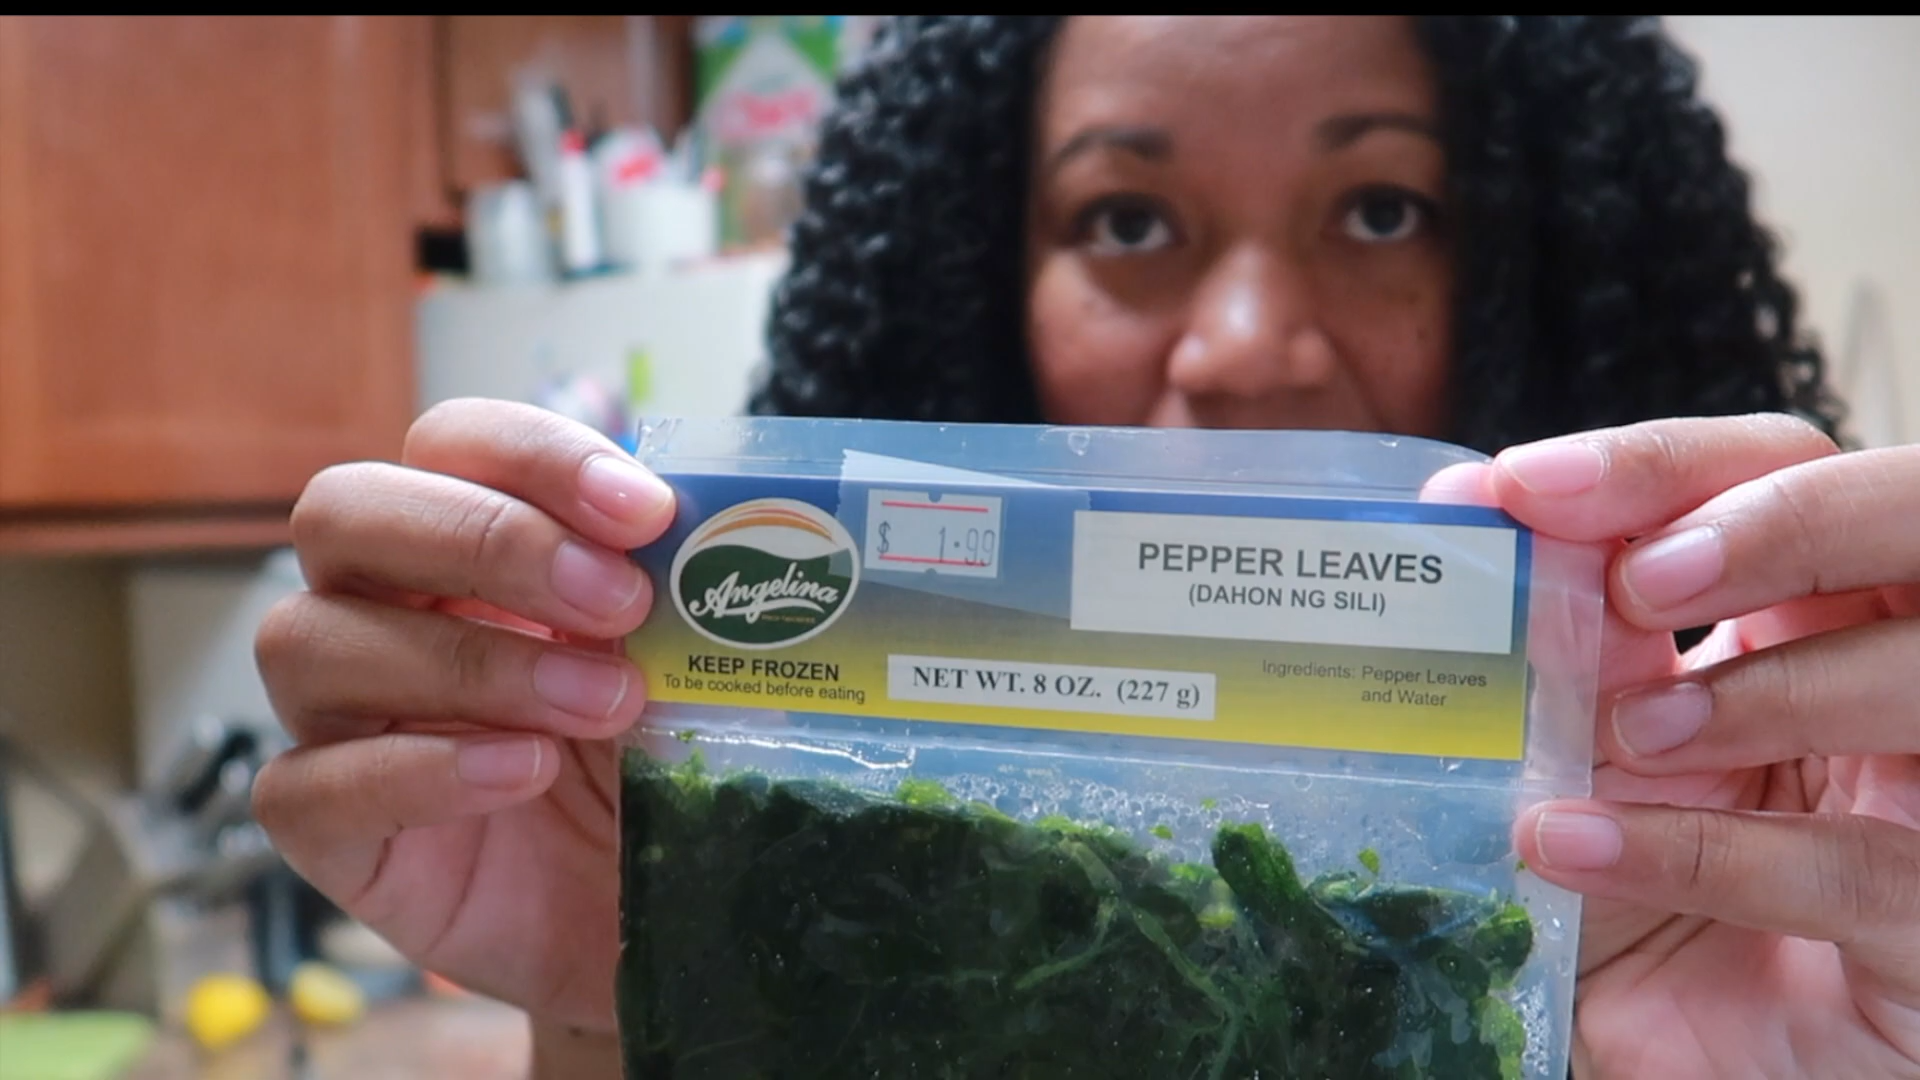 Angelina
$ 1.99
PEPPER LEAVES
(DAHON NG SILI)
KEEP FROZEN
To be cooked before eating
NET WT. 8 OZ. (227 g)
Ingredients: Pepper Leaves
and Water